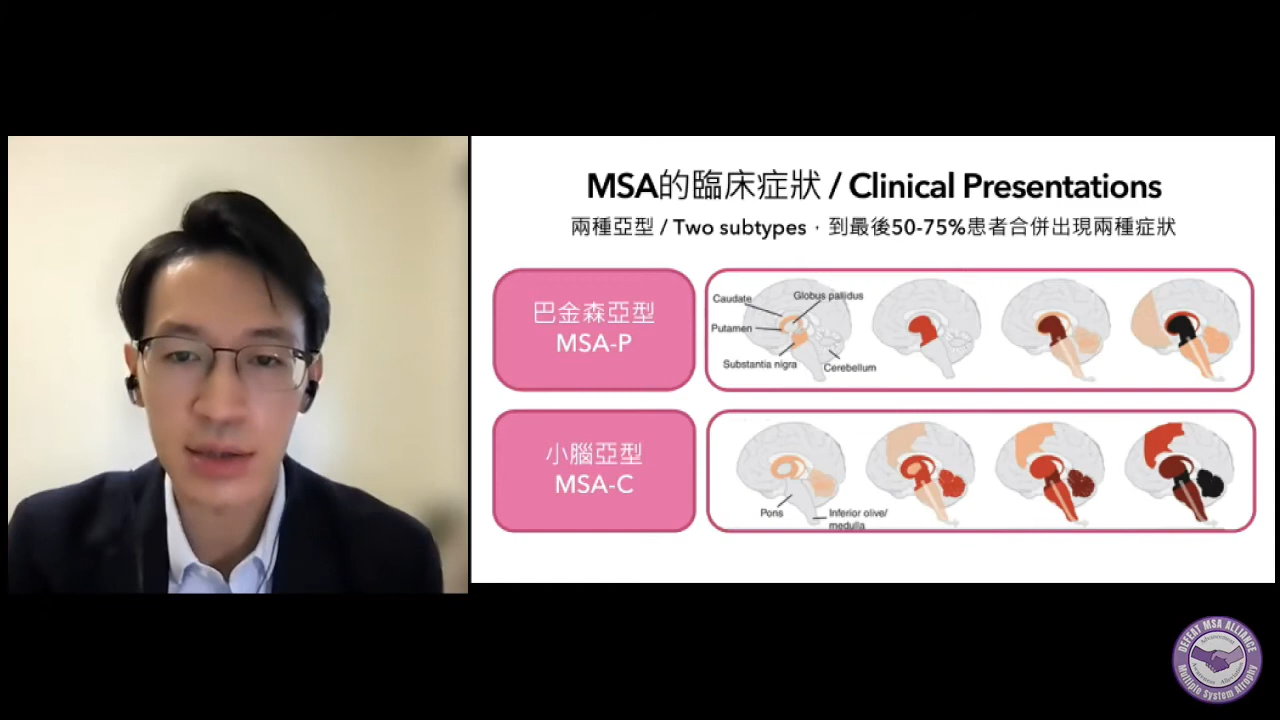 MSA的臨床症狀 / Clinical Presentations
兩種亞型 / Two subtypes，到最後50-75%患者合併出現兩種症狀
巴金森亞型
MSA-P
Caudate
Globus pallidus
Putamen
Substantia nigra
Cerebellum
小腦亞型
MSA-C
Pons
Inferior olive/
medulla
DEFEAT MSA ALLIANCE
Multiple System Atrophy